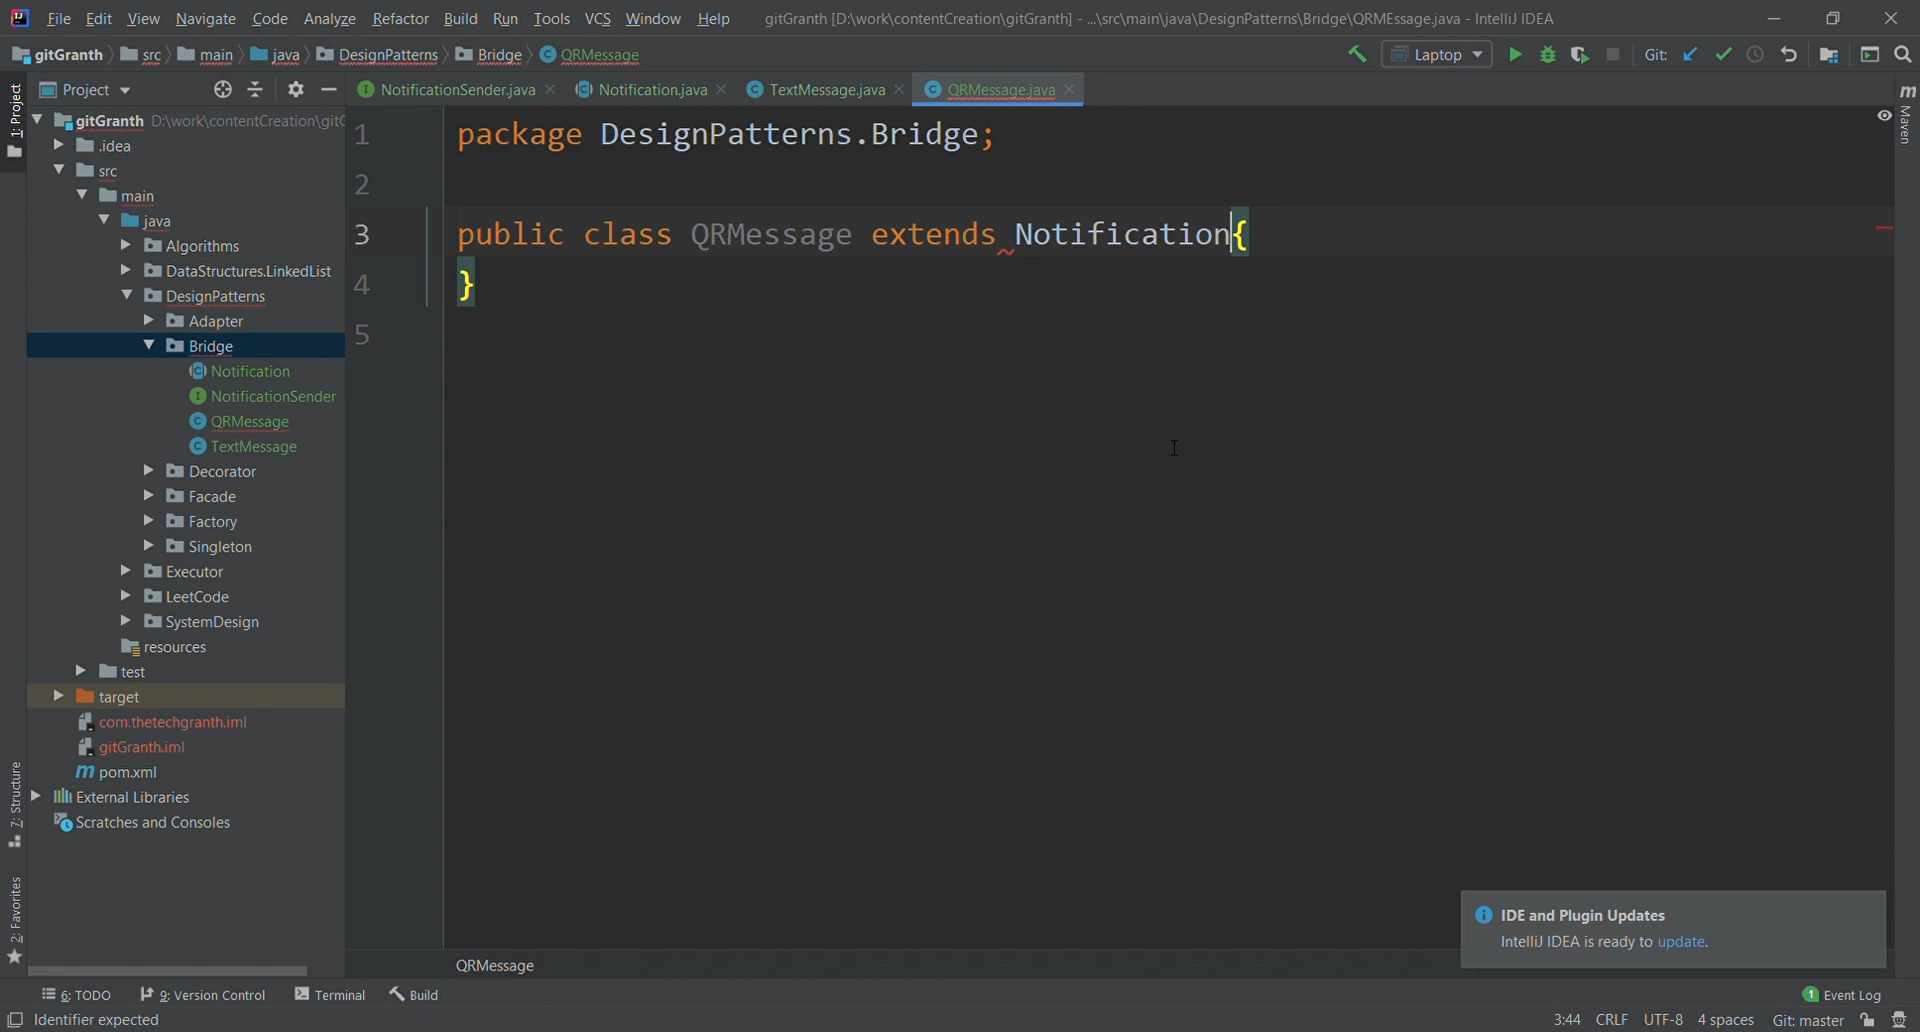 File Edit View Navigate Code Analyze Refactor Build Run Tools VCS Window Help gitGranth [D:\work\contentCreation\gitGranth] - ...\src\main\java\DesignPatterns\Bridge\QRMEssage.java - IntelliJ IDEA
gitGranth src main java DesignPatterns Bridge QRMessage Laptop Git:
Project NotificationSender.java Notification.java TextMessage.java QRMessage.java
1: Project
m Maven
gitGranth D:\work\contentCreation\gitG
.idea
src
main
java
Algorithms
DataStructures.LinkedList
DesignPatterns
Adapter
Bridge
Notification
NotificationSender
QRMessage
TextMessage
Decorator
Facade
Factory
Singleton
Executor
LeetCode
SystemDesign
resources
test
target
com.thetechgranth.iml
gitGranth.iml
pom.xml
External Libraries
Scratches and Consoles
7: Structure
2: Favorites
1 package DesignPatterns.Bridge;
2
3 public class QRMessage extends Notification{
4 }
5
IDE and Plugin Updates
IntelliJ IDEA is ready to update.
QRMessage
6: TODO 9: Version Control Terminal Build 1 Event Log
Identifier expected 3:44 CRLF UTF-8 4 spaces Git: master